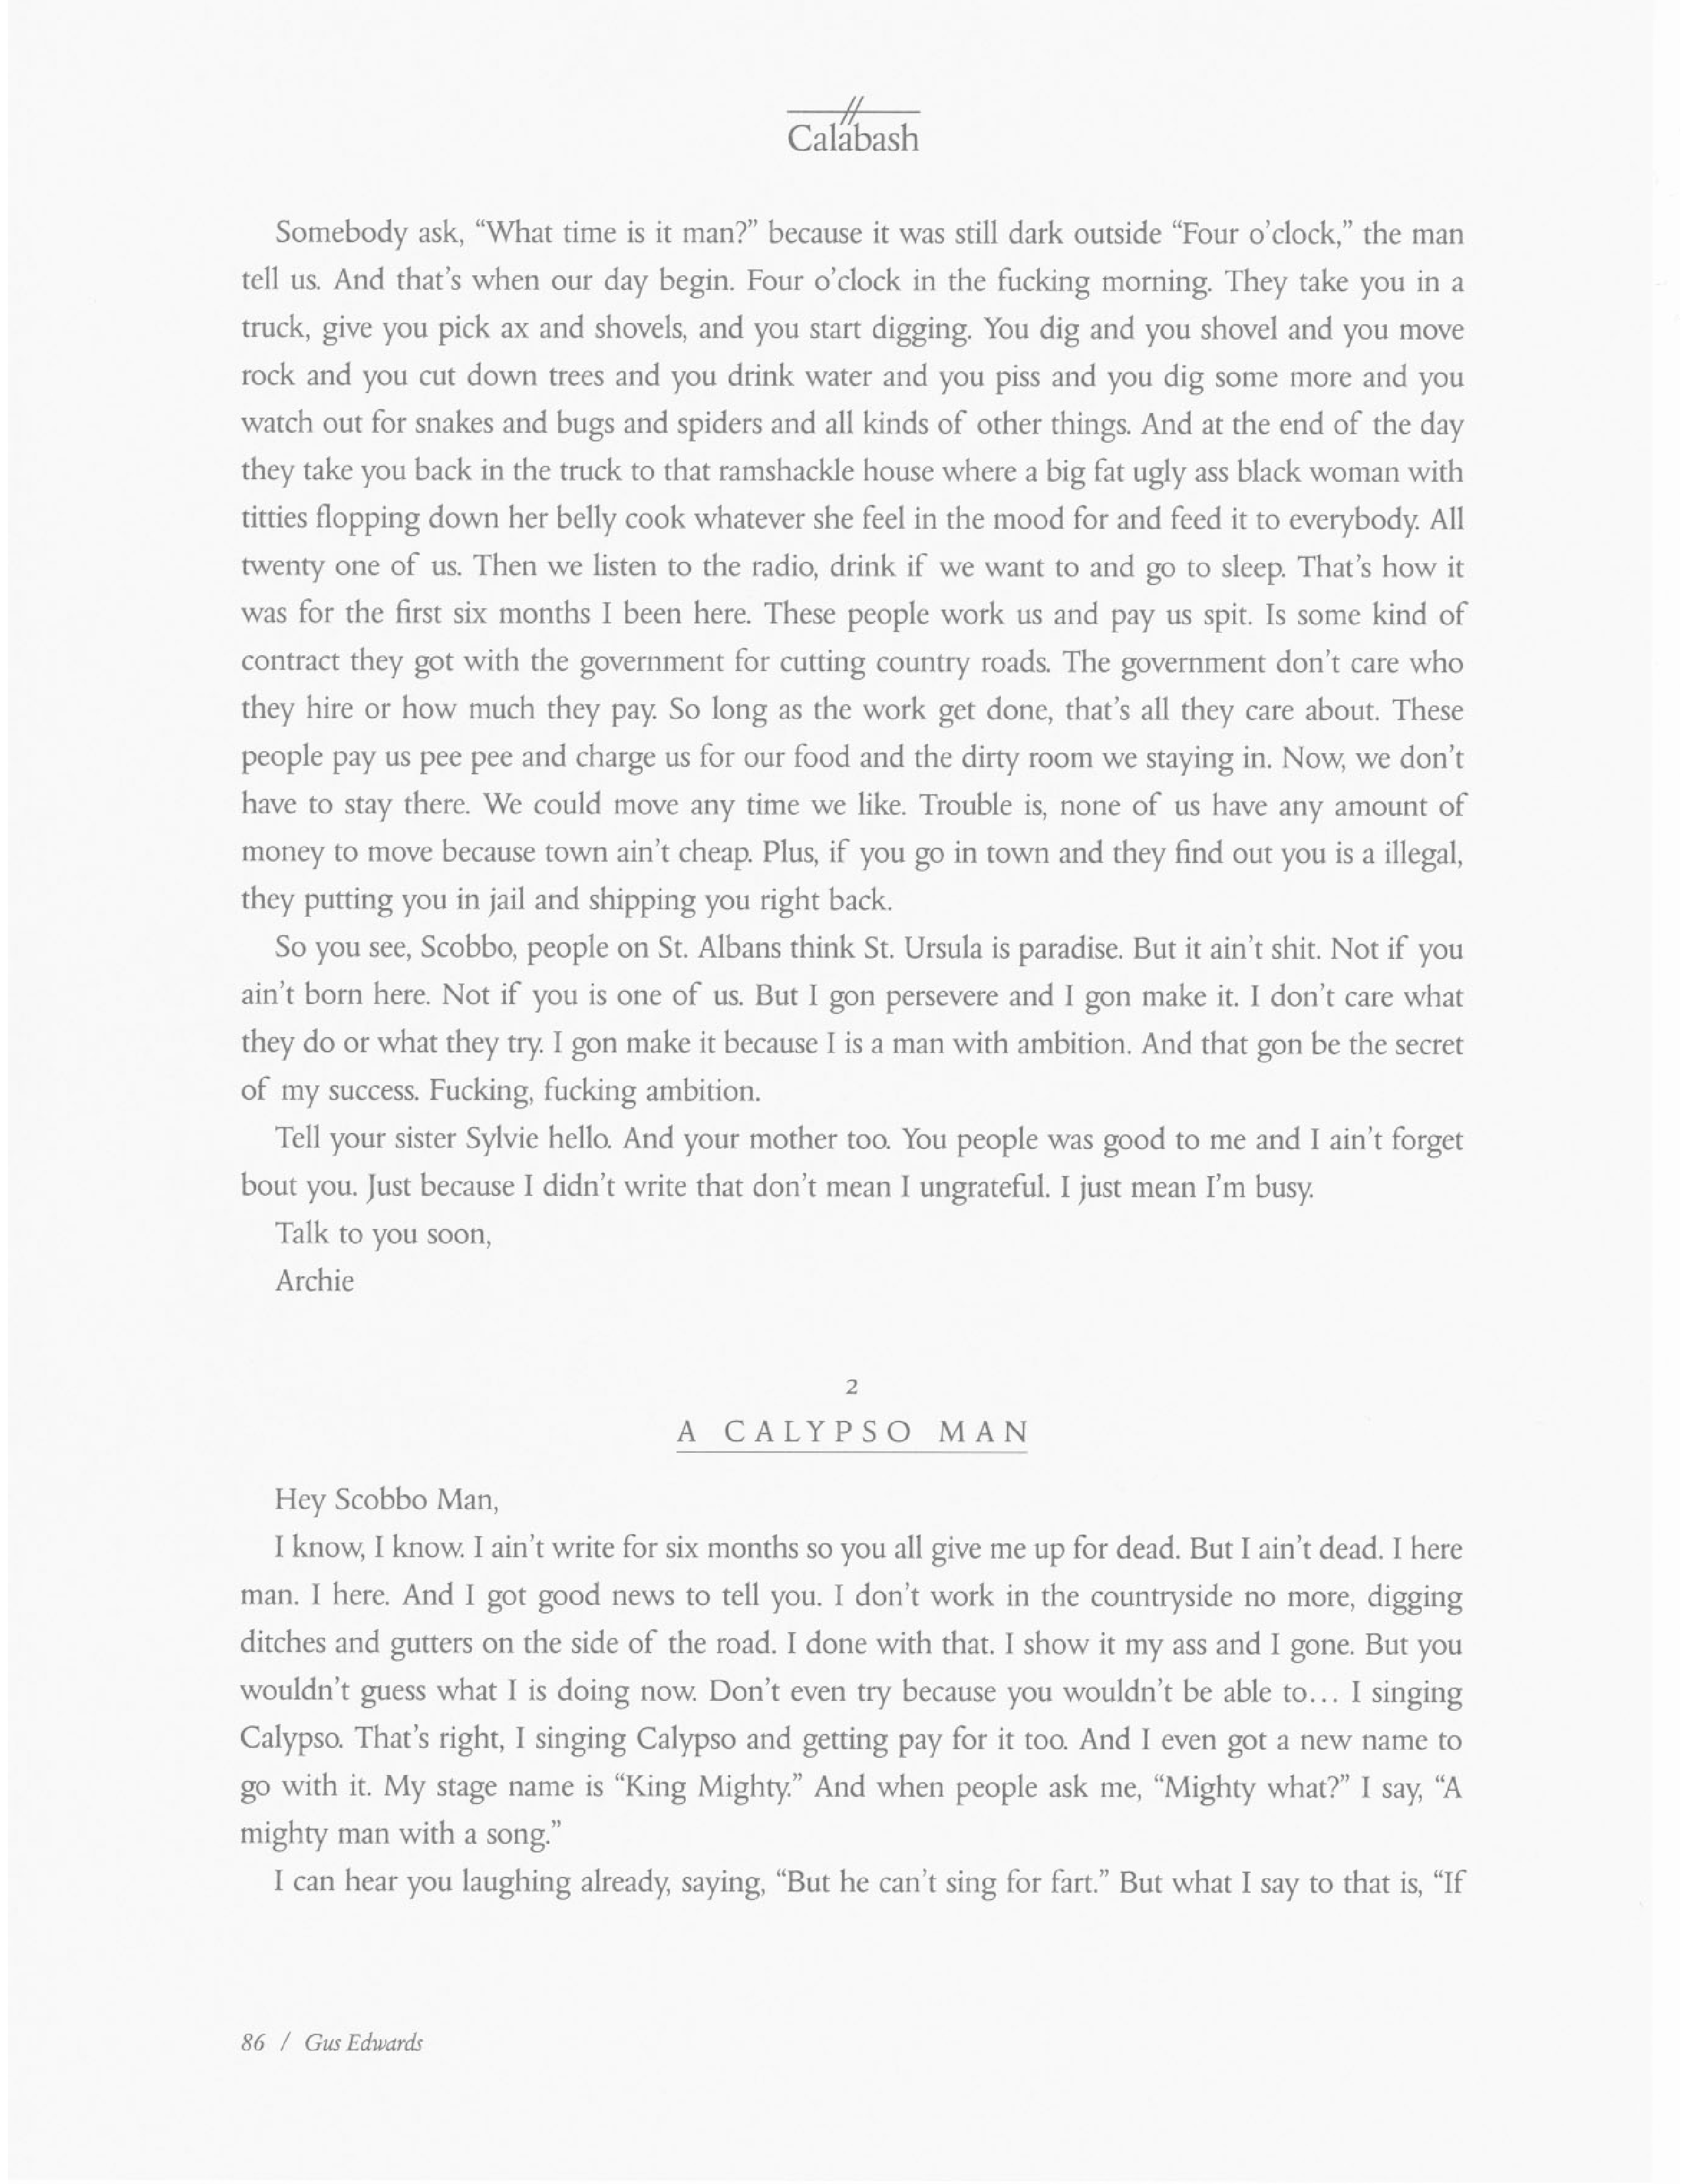 Calabash
Somebody ask, “What time is it man?” because it was still dark outside “Four o’clock,” the man
tell us. And that’s when our day begin. Four o’clock in the fucking morning. They take you in a
truck, give you pick ax and shovels, and you start digging. You dig and you shovel and you move
rock and you cut down trees and you drink water and you piss and you dig some more and you
watch out for snakes and bugs and spiders and all kinds of other things. And at the end of the day
they take you back in the truck to that ramshackle house where a big fat ugly ass black woman with
titties flopping down her belly cook whatever she feel in the mood for and feed it to everybody. All
twenty one of us. Then we listen to the radio, drink if we want to and go to sleep. That’s how it
was for the first six months I been here. These people work us and pay us spit. Is some kind of
contract they got with the government for cutting country roads. The government don’t care who
they hire or how much they pay. So long as the work get done, that’s all they care about. These
people pay us pee pee and charge us for our food and the dirty room we staying in. Now, we don’t
have to stay there. We could move any time we like. Trouble is, none of us have any amount of
money to move because town ain’t cheap. Plus, if you go in town and they find out you is a illegal,
they putting you in jail and shipping you right back.
So you see, Scobbo, people on St. Albans think St. Ursula is paradise. But it ain’t shit. Not if you
ain’t born here. Not if you is one of us. But I gon persevere and I gon make it. I don’t care what
they do or what they try. I gon make it because I is a man with ambition. And that gon be the secret
of my success. Fucking, fucking ambition.
Tell your sister Sylvie hello. And your mother too. You people was good to me and I ain’t forget
bout you. Just because I didn’t write that don’t mean I ungrateful. I just mean I’m busy.
Talk to you soon,
Archie
2
A CALYPSO MAN
Hey Scobbo Man,
I know, I know. I ain’t write for six months so you all give me up for dead. But I ain’t dead. I here
man. I here. And I got good news to tell you. I don’t work in the countryside no more, digging
ditches and gutters on the side of the road. I done with that. I show it my ass and I gone. But you
wouldn’t guess what I is doing now. Don’t even try because you wouldn’t be able to... I singing
Calypso. That’s right, I singing Calypso and getting pay for it too. And I even got a new name to
go with it. My stage name is “King Mighty.” And when people ask me, “Mighty what?” I say, “A
mighty man with a song.”
I can hear you laughing already, saying, “But he can’t sing for fart.” But what I say to that is, “If
86 / Gus Edwards